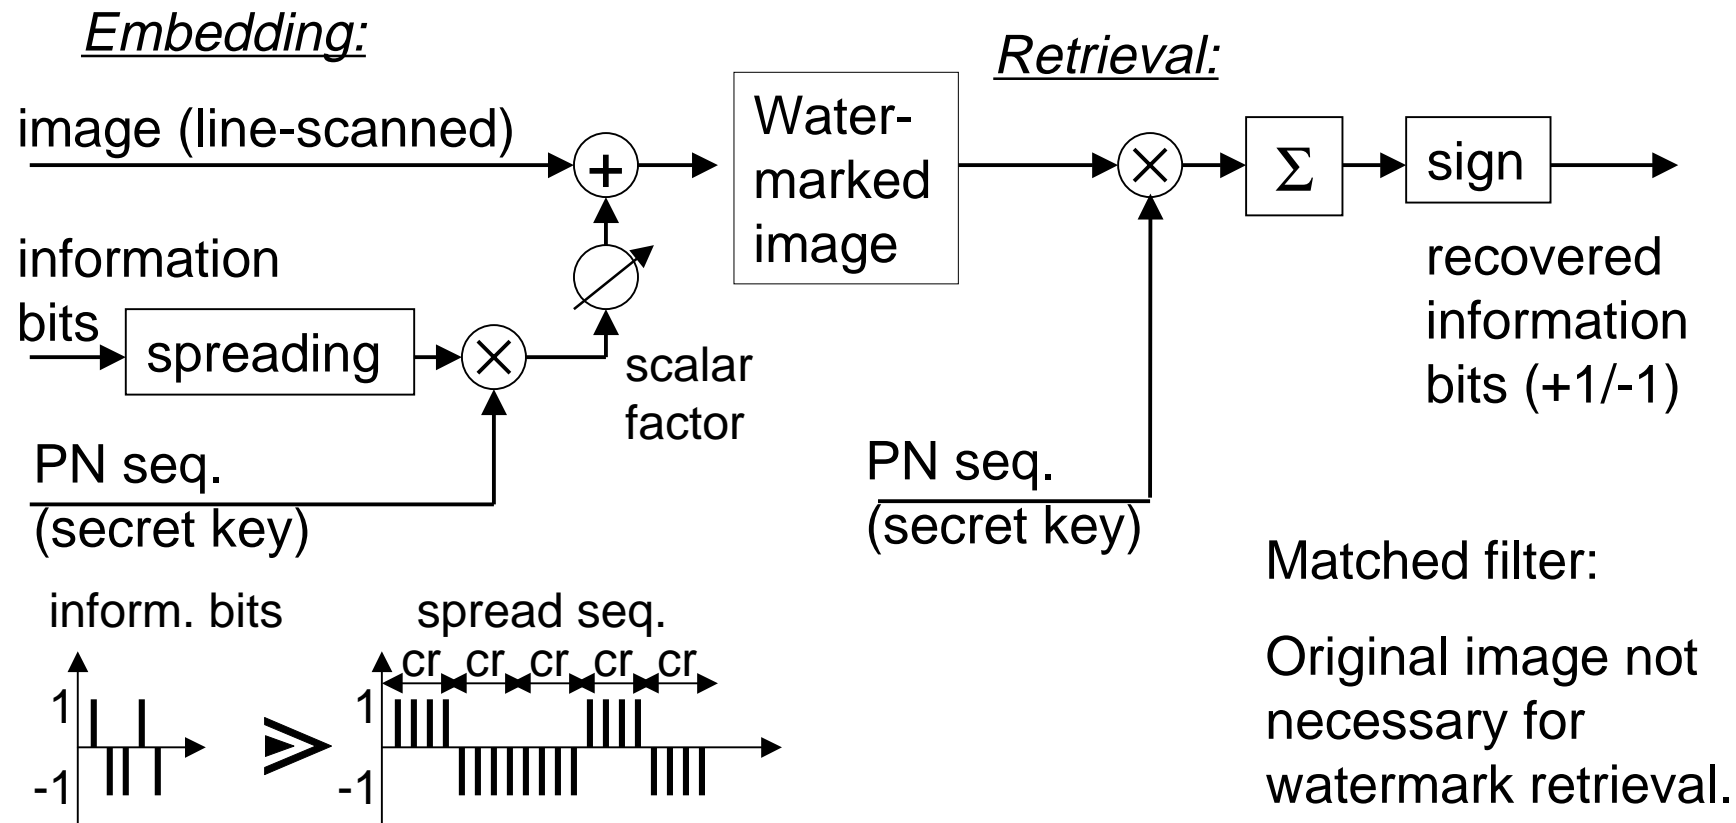 Embedding:
image (line-scanned)
+
information
bits
spreading
×
scalar
factor
PN seq.
(secret key)
Water-
marked
image
Retrieval:
×
Σ
sign
recovered
information
bits (+1/-1)
PN seq.
(secret key)
inform. bits
1
-1
spread seq.
cr cr cr cr cr
1
-1
Matched filter:
Original image not
necessary for
watermark retrieval.